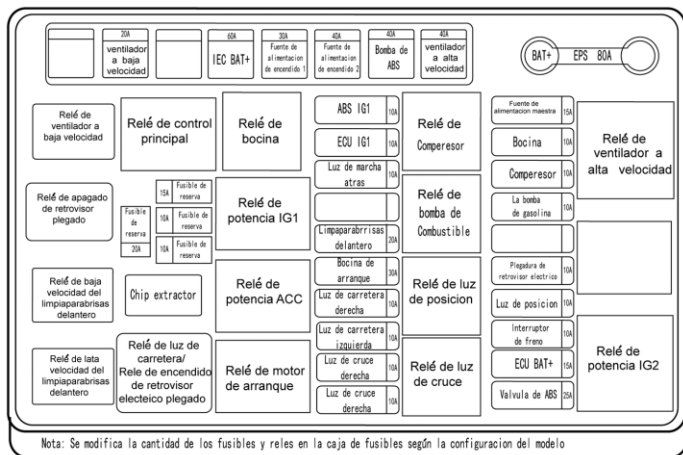 20A
ventilador
a baja
velocidad
60A
IEC BAT+
30A
Fuente de
alimentacion
de encendido 1
40A
Fuente de
alimentacion
de encendido 2
40A
Bomba de
ABS
40A
ventilador
a alta
velocidad
BAT+ EPS 80A
Relé de
ventilador a
baja velocidad
Relé de control
principal
Relé de
bocina
ABS IG1 10A
ECU IG1 10A
Luz de marcha
atras
10A
Relé de
Comperesor
Fuente de
alimentacion maestra
15A
Bocina 10A
Comperesor 10A
Relé de
ventilador a
alta velocidad
Relé de apagado
de retrovisor
plegado
Fusible
de
reserva
20A
15A Fusible de
reserva
10A Fusible de
reserva
10A Fusible de
reserva
Relé de
potencia IG1
Limpaparabrrisas
delantero
20A
Relé de
bomba de
Combustible
La bomba
de gasolina
10A
Relé de baja
velocidad del
limpiaparabrisas
delantero
Chip extractor
Relé de
potencia ACC
Bocina de
arranque
30A
Luz de carretera
derecha
10A
Relé de luz
de posicion
Plegadura de
retrovisor electrico
10A
Luz de posicion 10A
Relé de lata
velocidad del
limpiaparabrisas
delantero
Relé de luz de
carretera/
Rele de encendido
de retrovisor
electeico plegado
Relé de motor
de arranque
Luz de carretera
izquierda
10A
Luz de cruce
derecha
10A
Luz de cruce
derecha
10A
Relé de luz
de cruce
Interruptor
de freno
10A
ECU BAT+ 15A
Valvula de ABS 25A
Relé de
potencia IG2
Nota: Se modifica la cantidad de los fusibles y reles en la caja de fusibles según la configuracion del modelo